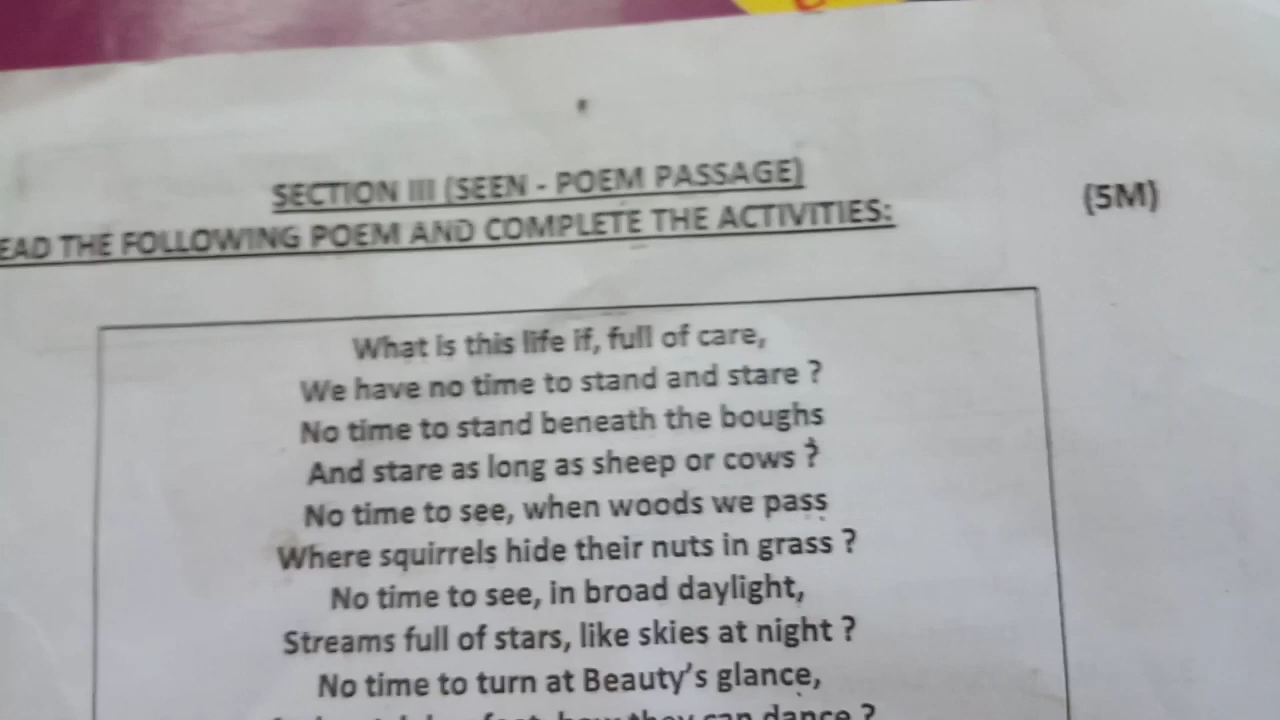 SECTION III (SEEN - POEM PASSAGE)
EAD THE FOLLOWING POEM AND COMPLETE THE ACTIVITIES:
(5M)
What is this life if, full of care,
We have no time to stand and stare ?
No time to stand beneath the boughs
And stare as long as sheep or cows ?
No time to see, when woods we pass
Where squirrels hide their nuts in grass ?
No time to see, in broad daylight,
Streams full of stars, like skies at night ?
No time to turn at Beauty's glance,
how they can dance ?